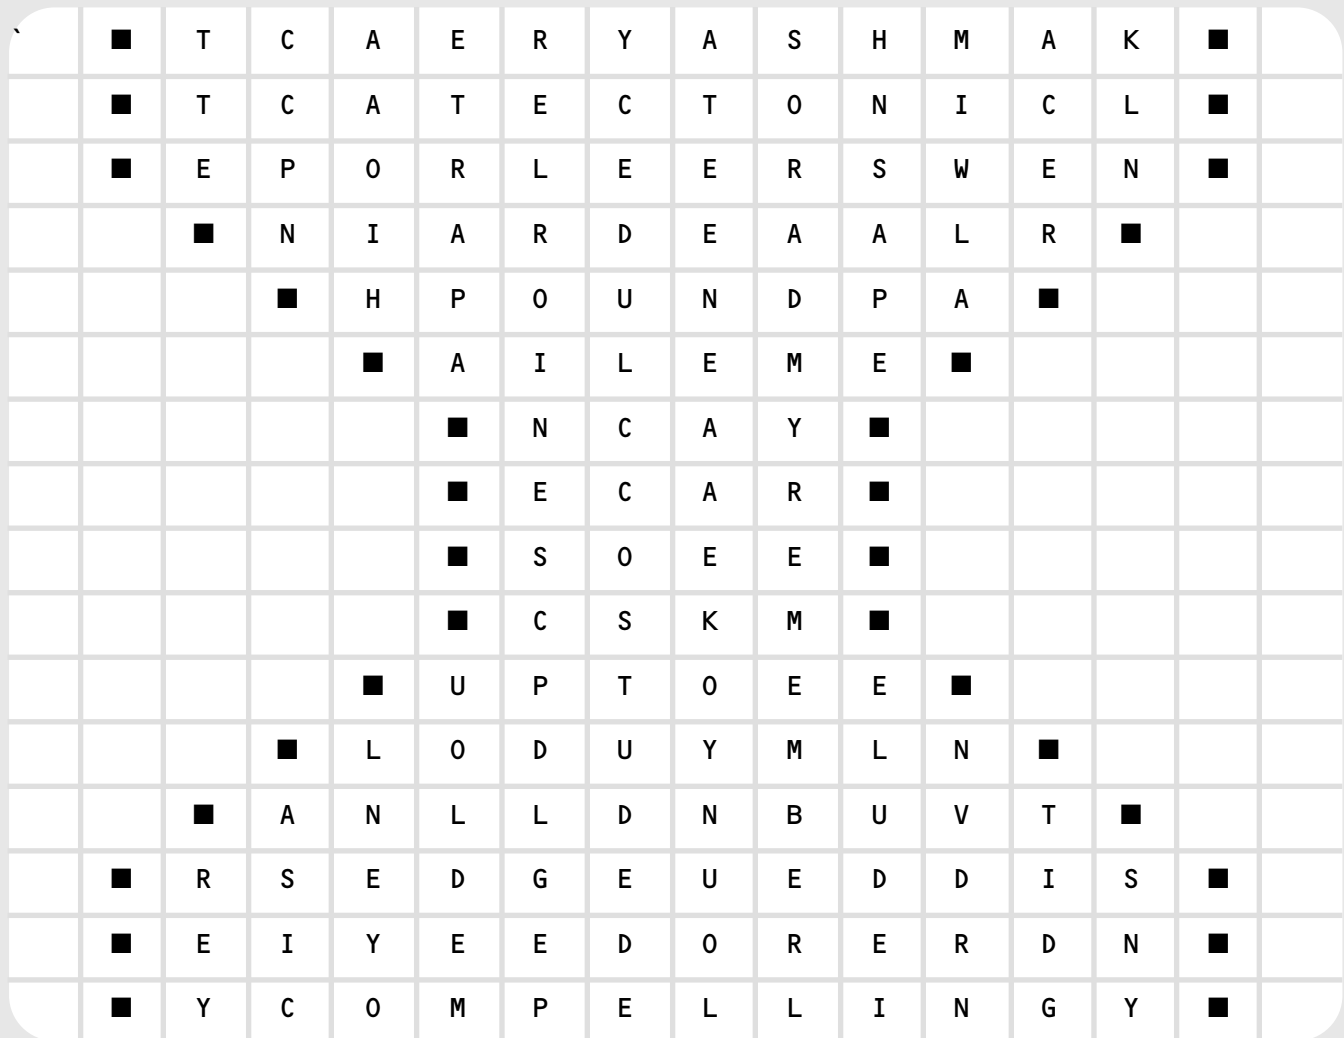 ` ■ T C A E R Y A S H M A K ■
■ T C A T E C T O N I C L ■
■ E P O R L E E R S W E N ■
■ N I A R D E A A L R ■
■ H P O U N D P A ■
■ A I L E M E ■
■ N C A Y ■
■ E C A R ■
■ S O E E ■
■ C S K M ■
■ U P T O E E ■
■ L O D U Y M L N ■
■ A N L L D N B U V T ■
■ R S E D G E U E D D I S ■
■ E I Y E E D O R E R D N ■
■ Y C O M P E L L I N G Y ■